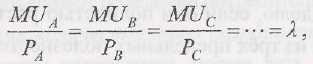 MU_A / P_A = MU_B / P_B = MU_C / P_C = ⋯ = λ,